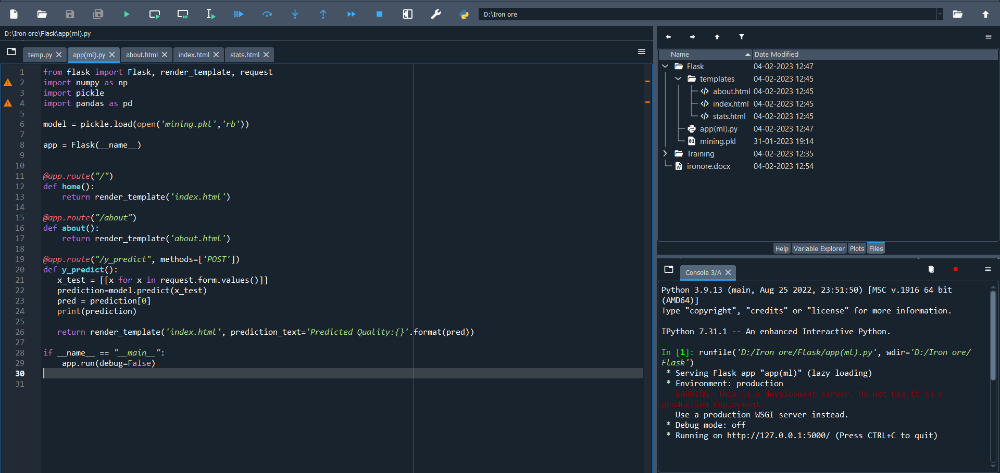 D:\Iron ore
D:\Iron ore\Flask\app(ml).py
temp.py app(ml).py about.html index.html stats.html
1 from flask import Flask, render_template, request
2 import numpy as np
3 import pickle
4 import pandas as pd
5
6 model = pickle.load(open('mining.pkl','rb'))
7
8 app = Flask(__name__)
9
10
11 @app.route("/")
12 def home():
13     return render_template('index.html')
14
15 @app.route("/about")
16 def about():
17     return render_template('about.html')
18
19 @app.route("/y_predict", methods=['POST'])
20 def y_predict():
21    x_test = [[x for x in request.form.values()]]
22    prediction=model.predict(x_test)
23    pred = prediction[0]
24    print(prediction)
25
26    return render_template('index.html', prediction_text='Predicted Quality:{}'.format(pred))
27
28 if __name__ == "__main__":
29     app.run(debug=False)
30
31
Name Date Modified
Flask 04-02-2023 12:47
templates 04-02-2023 12:45
about.html 04-02-2023 12:45
index.html 04-02-2023 12:45
stats.html 04-02-2023 12:45
app(ml).py 04-02-2023 12:47
mining.pkl 31-01-2023 19:14
Training 04-02-2023 12:35
ironore.docx 04-02-2023 12:54
Help Variable Explorer Plots Files
Console 3/A
Python 3.9.13 (main, Aug 25 2022, 23:51:50) [MSC v.1916 64 bit
(AMD64)]
Type "copyright", "credits" or "license" for more information.
IPython 7.31.1 -- An enhanced Interactive Python.
In [1]: runfile('D:/Iron ore/Flask/app(ml).py', wdir='D:/Iron ore/
Flask')
* Serving Flask app "app(ml)" (lazy loading)
* Environment: production
WARNING: This is a development server. Do not use it in a
production deployment.
Use a production WSGI server instead.
* Debug mode: off
* Running on http://127.0.0.1:5000/ (Press CTRL+C to quit)